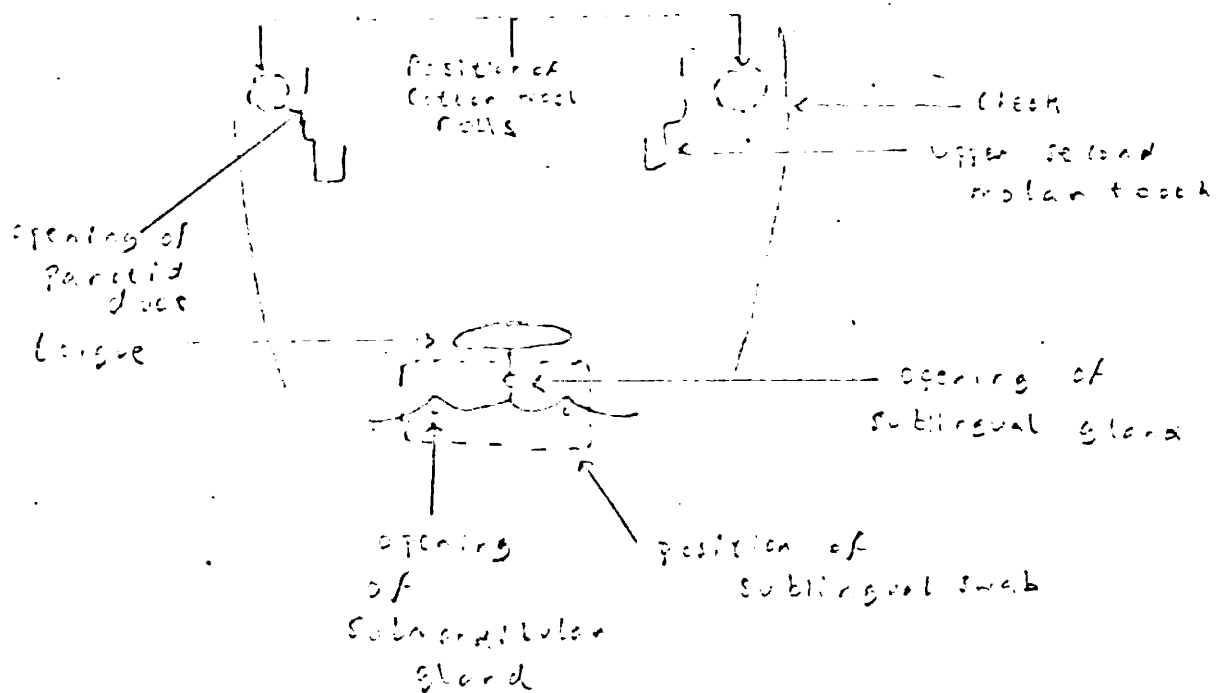 Position of
Cotton wool
rolls
Cheek
upper second
molar tooth
opening of
Parotid
duct
tongue
opening of
sublingual gland
opening
of
Submandibular
gland
position of
sublingual swab